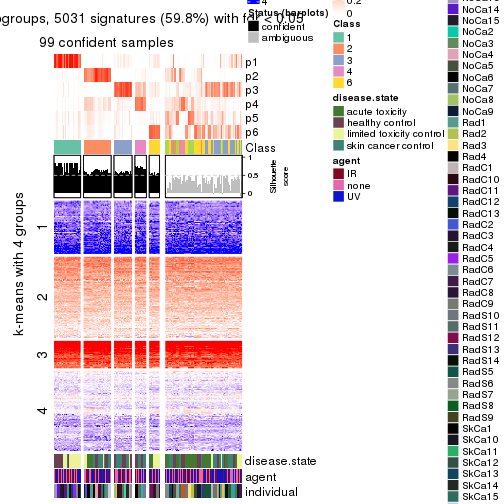 groups, 5031 signatures (59.8%) with fdr < 0.05
99 confident samples
p1
p2
p3
p4
p5
p6
Class
1
0.5
0
Silhouette
score
k-means with 4 groups
1
2
3
4
disease.state
agent
individual
4
Status (barplots)
confident
ambiguous
0.2
0
Class
1
2
3
4
6
disease.state
acute toxicity
healthy control
limited toxicity control
skin cancer control
agent
IR
none
UV
NoCa14
NoCa15
NoCa2
NoCa3
NoCa4
NoCa5
NoCa6
NoCa7
NoCa8
NoCa9
Rad1
Rad2
Rad3
Rad4
RadC1
RadC10
RadC11
RadC12
RadC13
RadC2
RadC3
RadC4
RadC5
RadC6
RadC7
RadC8
RadC9
RadS10
RadS11
RadS12
RadS13
RadS14
RadS5
RadS6
RadS7
RadS8
RadS9
SkCa1
SkCa10
SkCa11
SkCa12
SkCa13
SkCa14
SkCa15